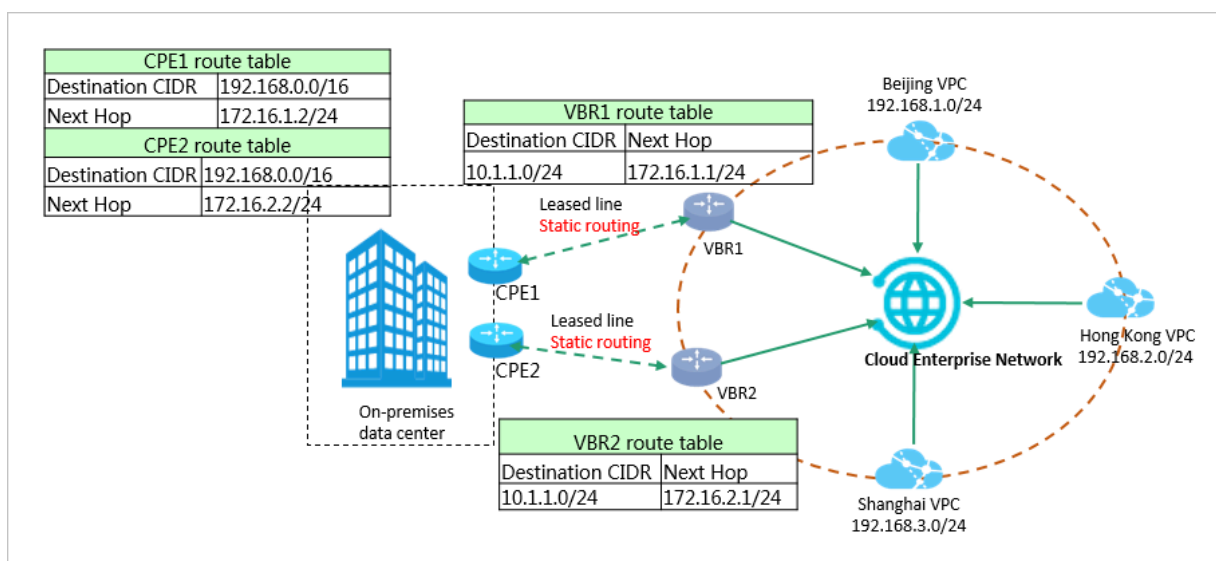 CPE1 route table
Destination CIDR 192.168.0.0/16
Next Hop 172.16.1.2/24
CPE2 route table
Destination CIDR 192.168.0.0/16
Next Hop 172.16.2.2/24
VBR1 route table
Destination CIDR Next Hop
10.1.1.0/24 172.16.1.1/24
Beijing VPC
192.168.1.0/24
Leased line
Static routing
VBR1
CPE1
Leased line
Static routing
CPE2
VBR2
Cloud Enterprise Network
Hong Kong VPC
192.168.2.0/24
On-premises
data center
VBR2 route table
Destination CIDR Next Hop
10.1.1.0/24 172.16.2.1/24
Shanghai VPC
192.168.3.0/24